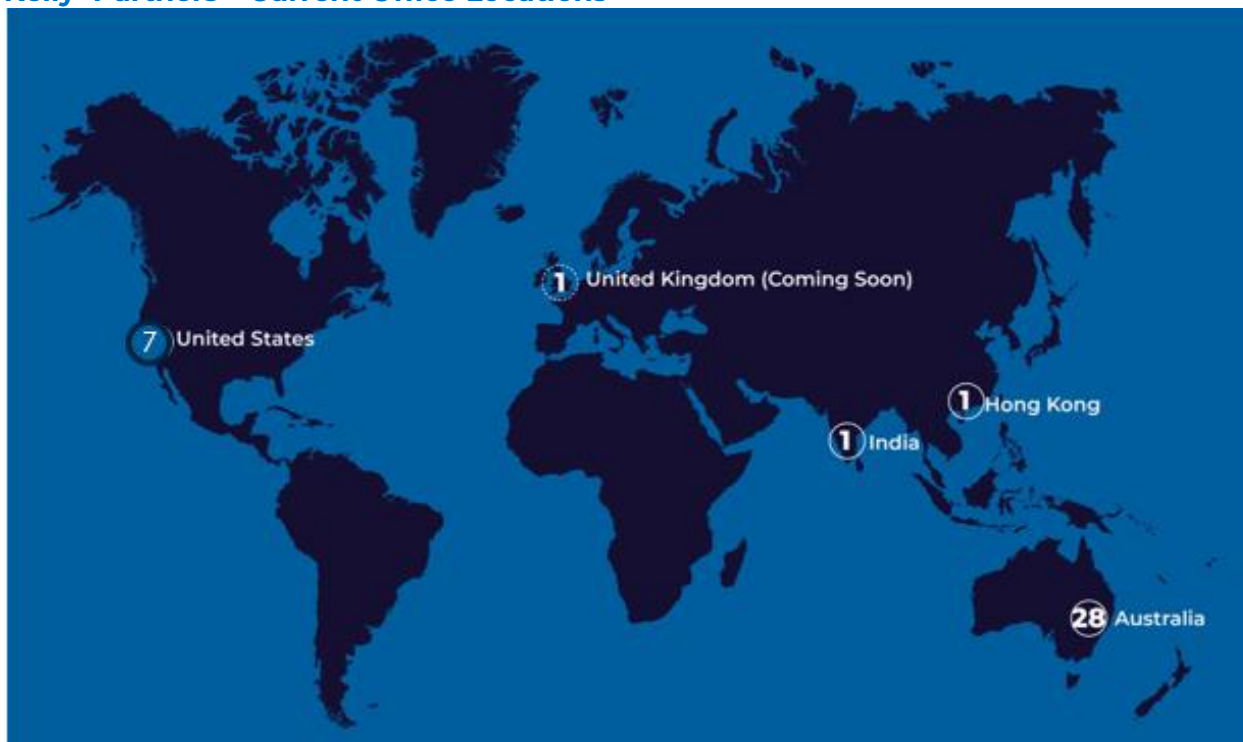 Kelly+Partners – Current Office Locations
1 United Kingdom (Coming Soon)
7 United States
1 Hong Kong
1 India
28 Australia